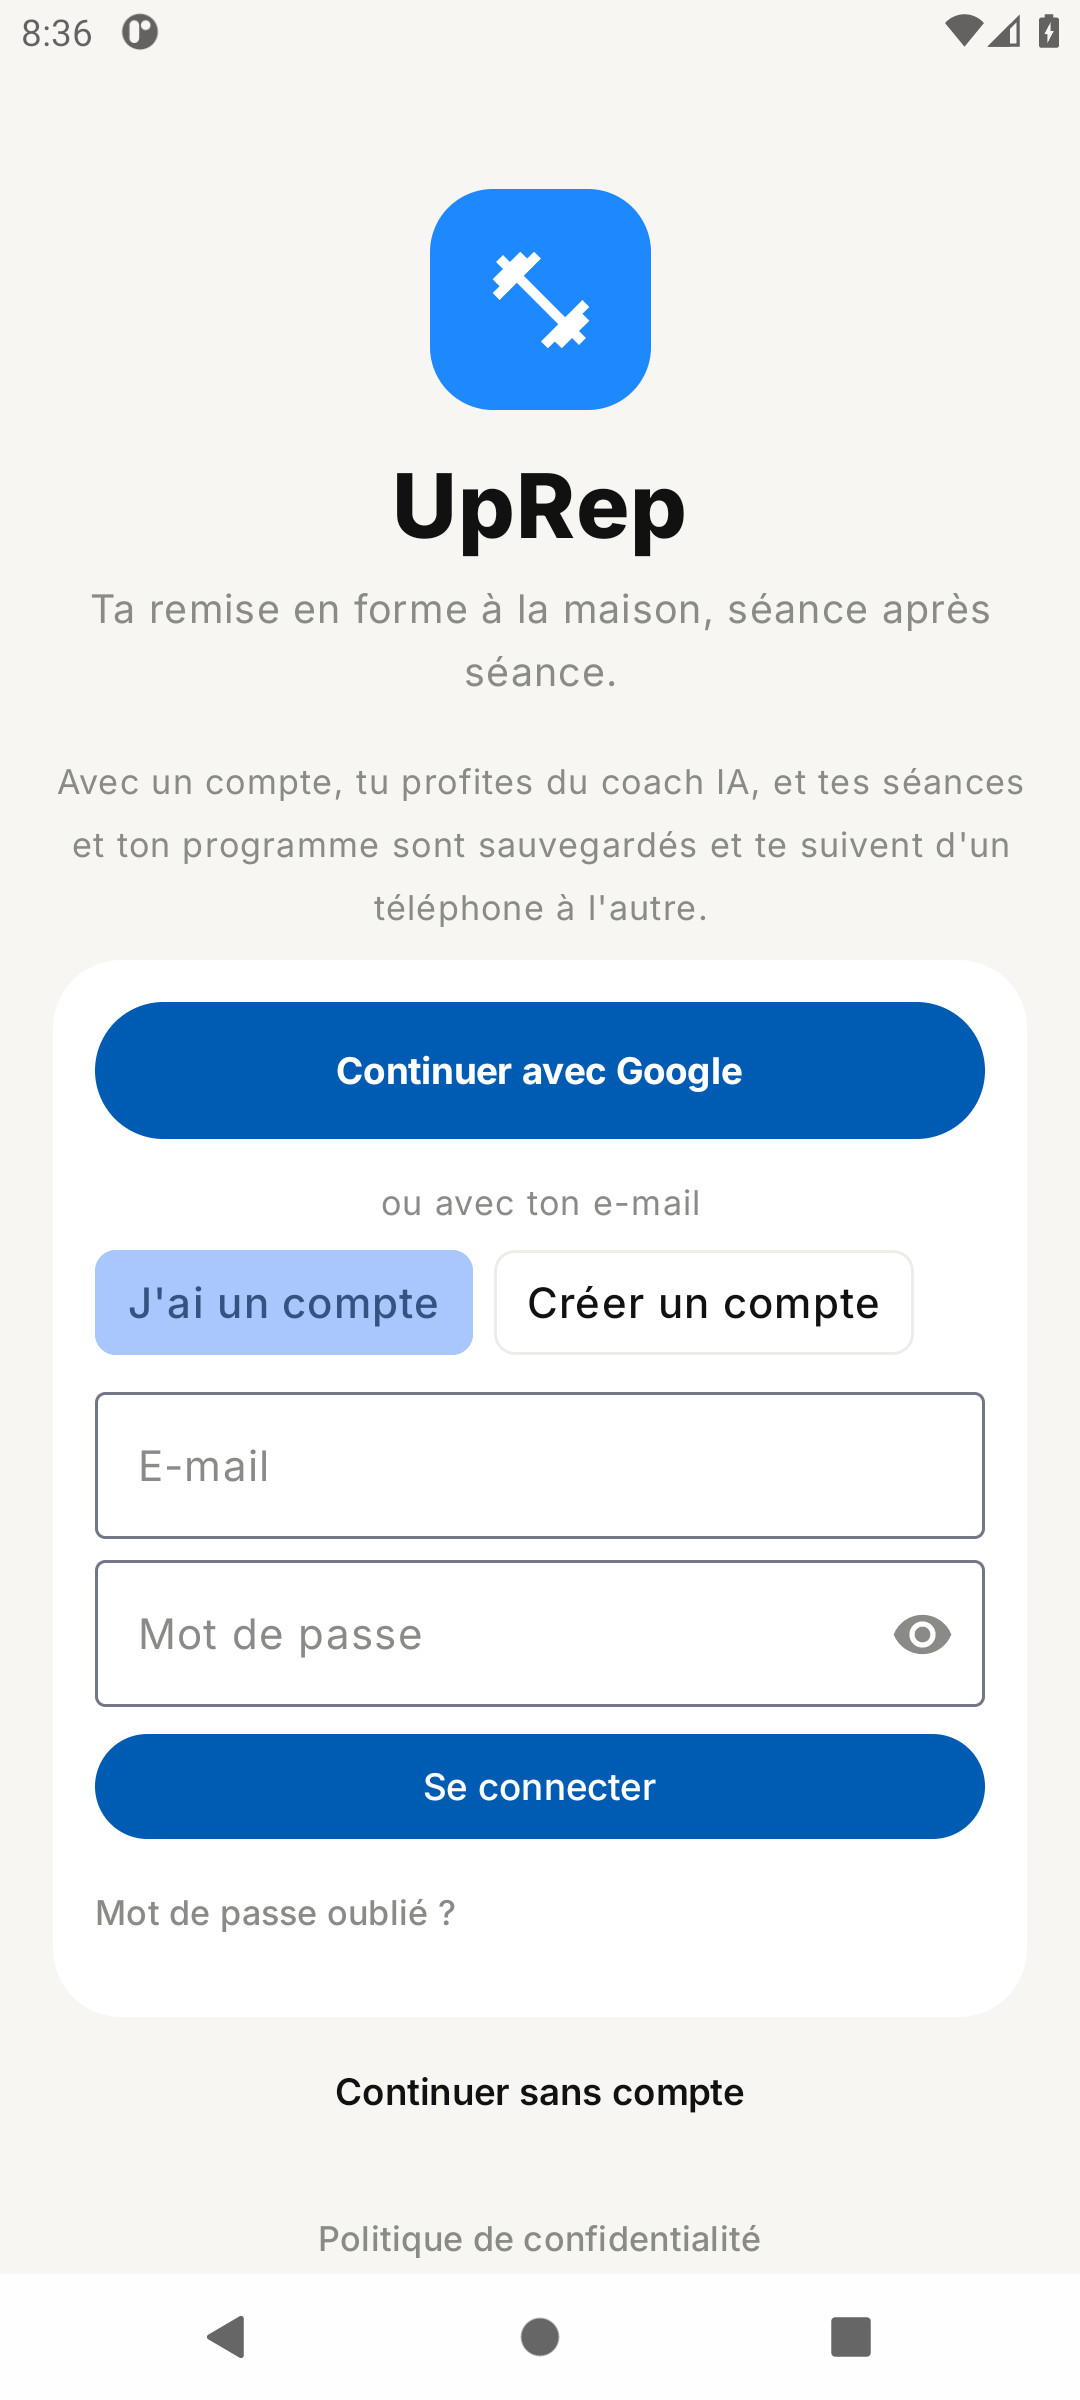 8:36
UpRep
Ta remise en forme à la maison, séance après
séance.
Avec un compte, tu profites du coach IA, et tes séances
et ton programme sont sauvegardés et te suivent d'un
téléphone à l'autre.
Continuer avec Google
ou avec ton e-mail
J'ai un compte
Créer un compte
E-mail
Mot de passe
Se connecter
Mot de passe oublié ?
Continuer sans compte
Politique de confidentialité